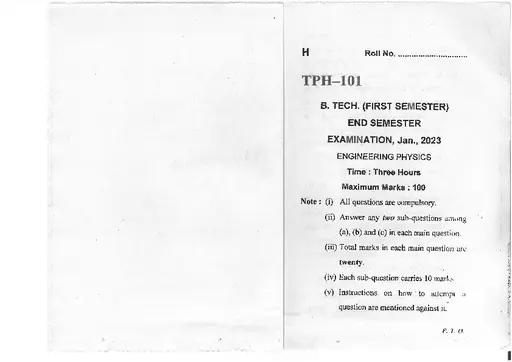 H Roll No. ..............................
TPH–101
B. TECH. (FIRST SEMESTER)
END SEMESTER
EXAMINATION, Jan., 2023
ENGINEERING PHYSICS
Time : Three Hours
Maximum Marks : 100
Note : (i) All questions are compulsory.
(ii) Answer any two sub-questions among
(a), (b) and (c) in each main question.
(iii) Total marks in each main question are
twenty.
(iv) Each sub-question carries 10 marks.
(v) Instructions on how to attempt a
question are mentioned against it.
P. T. O.